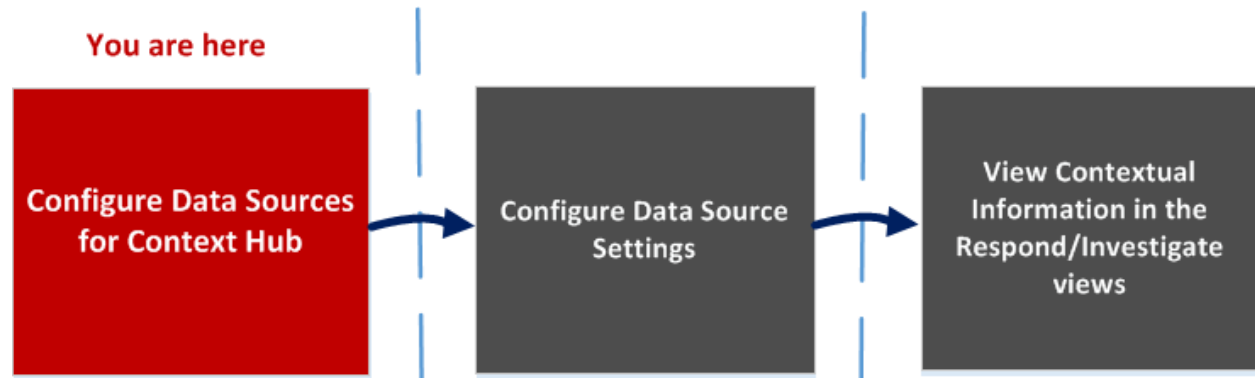 You are here
Configure Data Sources
for Context Hub
Configure Data Source
Settings
View Contextual
Information in the
Respond/Investigate
views